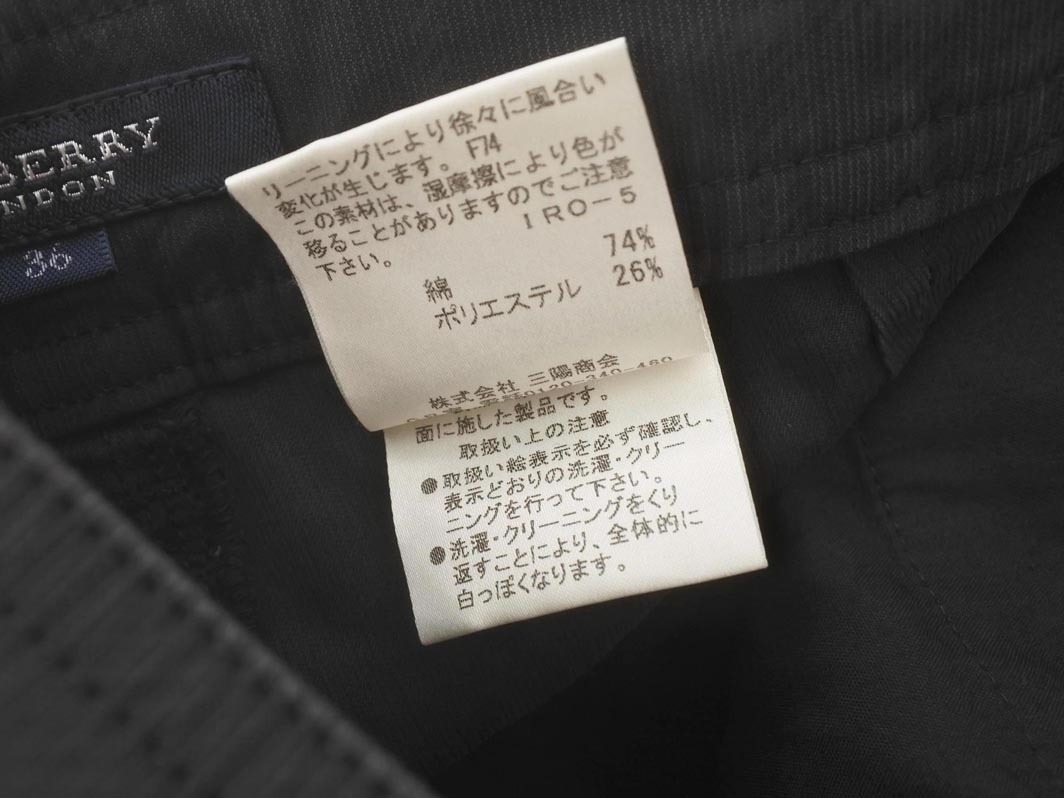 BERRY
NDON
36
リーニングにより徐々に風合い
変化が生じます。 F74
この素材は、湿摩擦により色が
移ることがありますのでご注意
下さい。 IRO-5
綿 74%
ポリエステル 26%
株式会社 三陽商会
面に施した製品です。
取扱い上の注意
●取扱い絵表示を必ず確認し、
表示どおりの洗濯・クリー
ニングを行って下さい。
●洗濯・クリーニングをくり
返すことにより、全体的に
白っぽくなります。